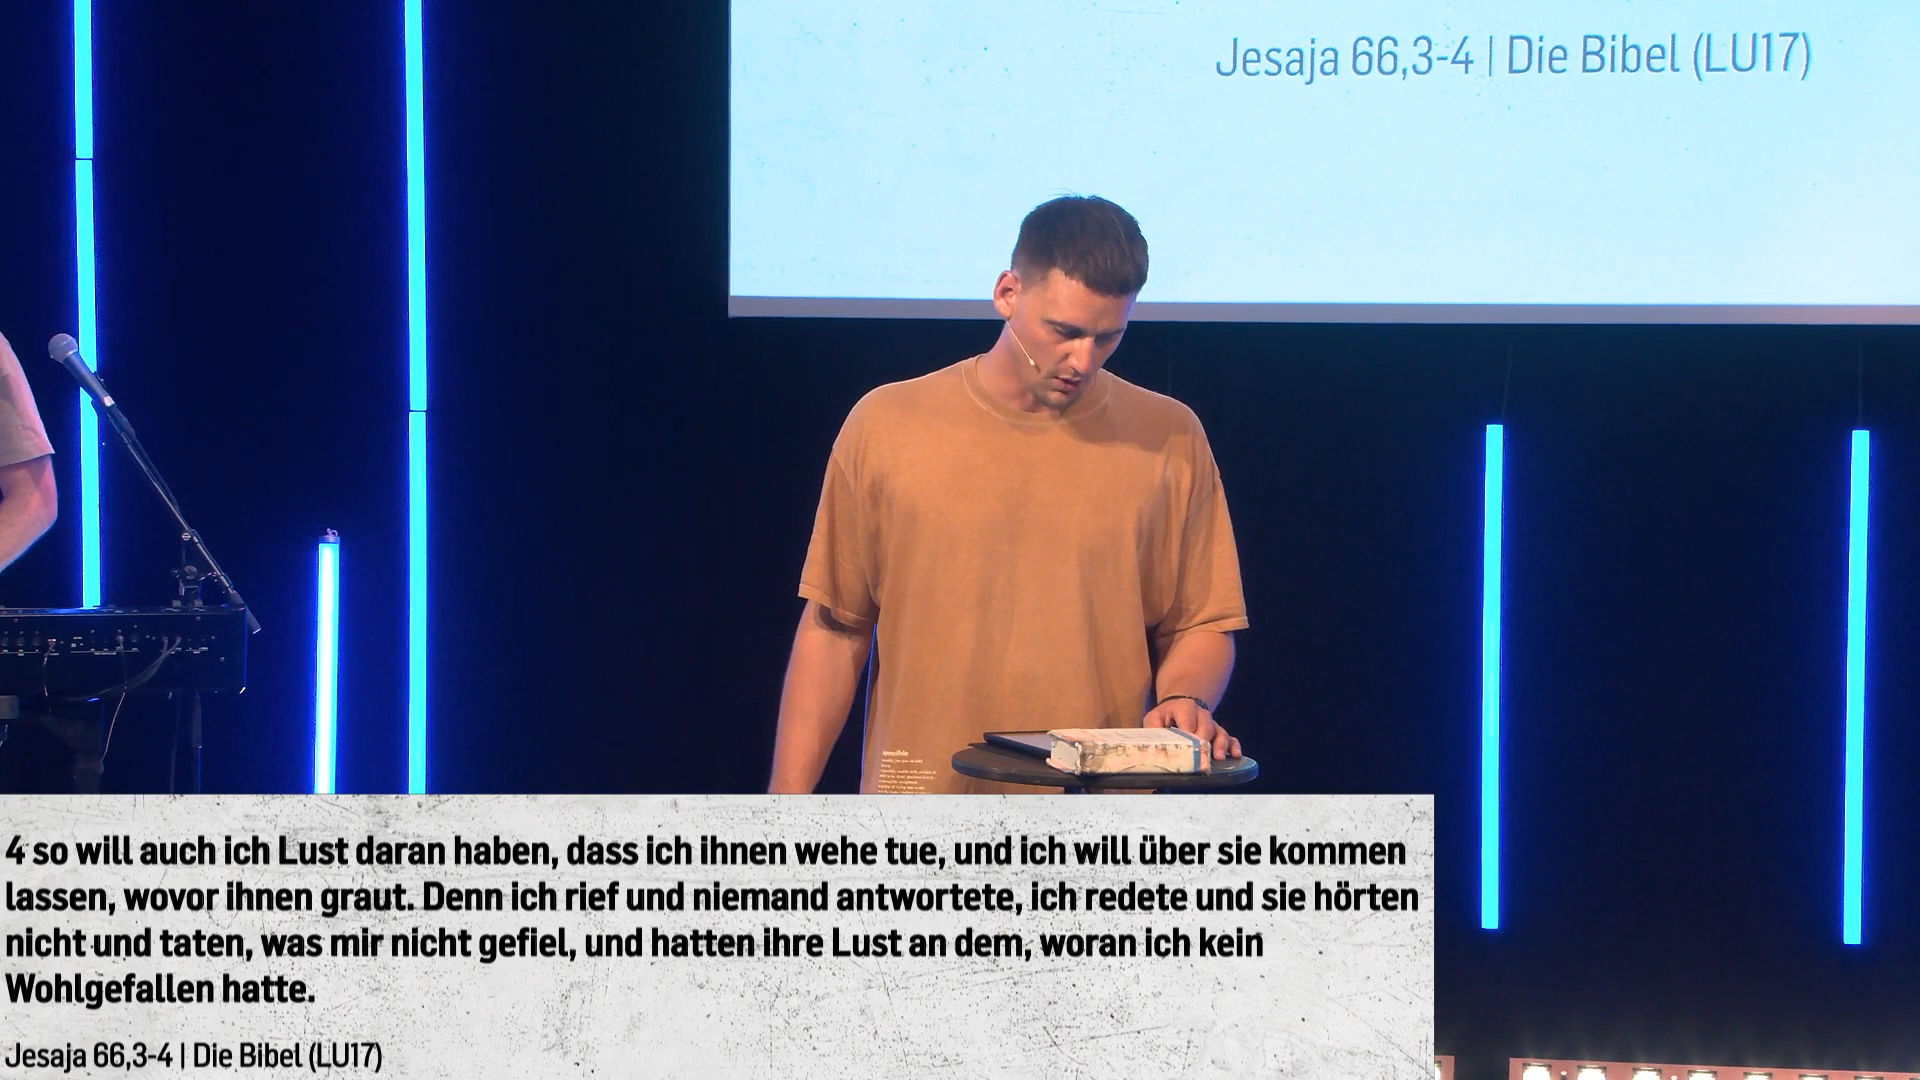 Jesaja 66,3-4 | Die Bibel (LU17)
4 so will auch ich Lust daran haben, dass ich ihnen wehe tue, und ich will über sie kommen
lassen, wovor ihnen graut. Denn ich rief und niemand antwortete, ich redete und sie hörten
nicht und taten, was mir nicht gefiel, und hatten ihre Lust an dem, woran ich kein
Wohlgefallen hatte.
Jesaja 66,3-4 | Die Bibel (LU17)